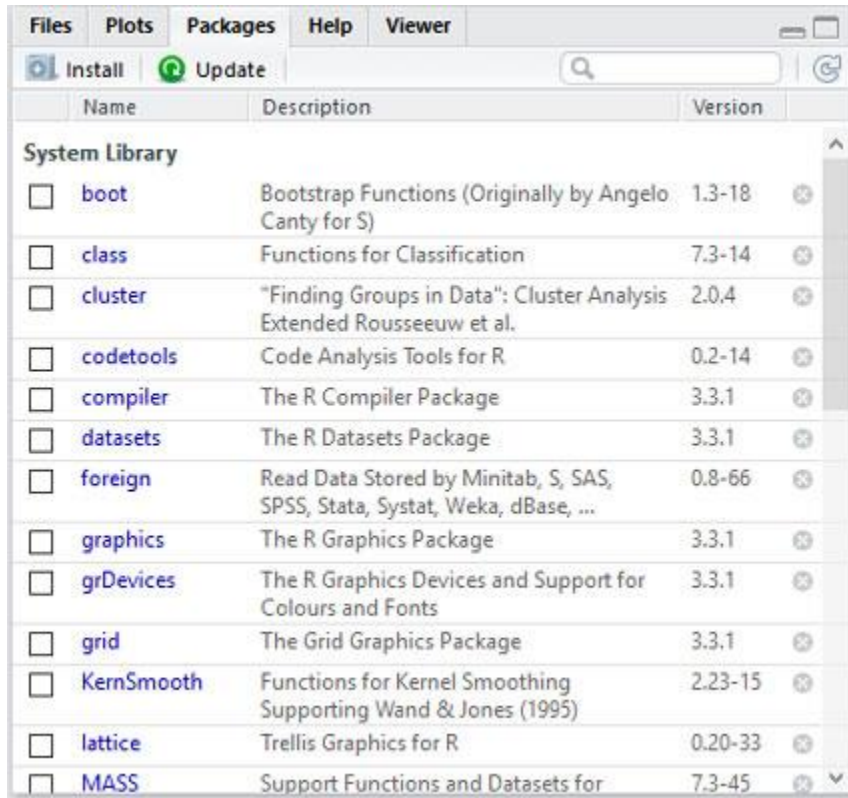 Files Plots Packages Help Viewer
Install Update
Name Description Version
System Library
boot Bootstrap Functions (Originally by Angelo 1.3-18
Canty for S)
class Functions for Classification 7.3-14
cluster "Finding Groups in Data": Cluster Analysis 2.0.4
Extended Rousseeuw et al.
codetools Code Analysis Tools for R 0.2-14
compiler The R Compiler Package 3.3.1
datasets The R Datasets Package 3.3.1
foreign Read Data Stored by Minitab, S, SAS, 0.8-66
SPSS, Stata, Systat, Weka, dBase, ...
graphics The R Graphics Package 3.3.1
grDevices The R Graphics Devices and Support for 3.3.1
Colours and Fonts
grid The Grid Graphics Package 3.3.1
KernSmooth Functions for Kernel Smoothing 2.23-15
Supporting Wand & Jones (1995)
lattice Trellis Graphics for R 0.20-33
MASS Support Functions and Datasets for 7.3-45